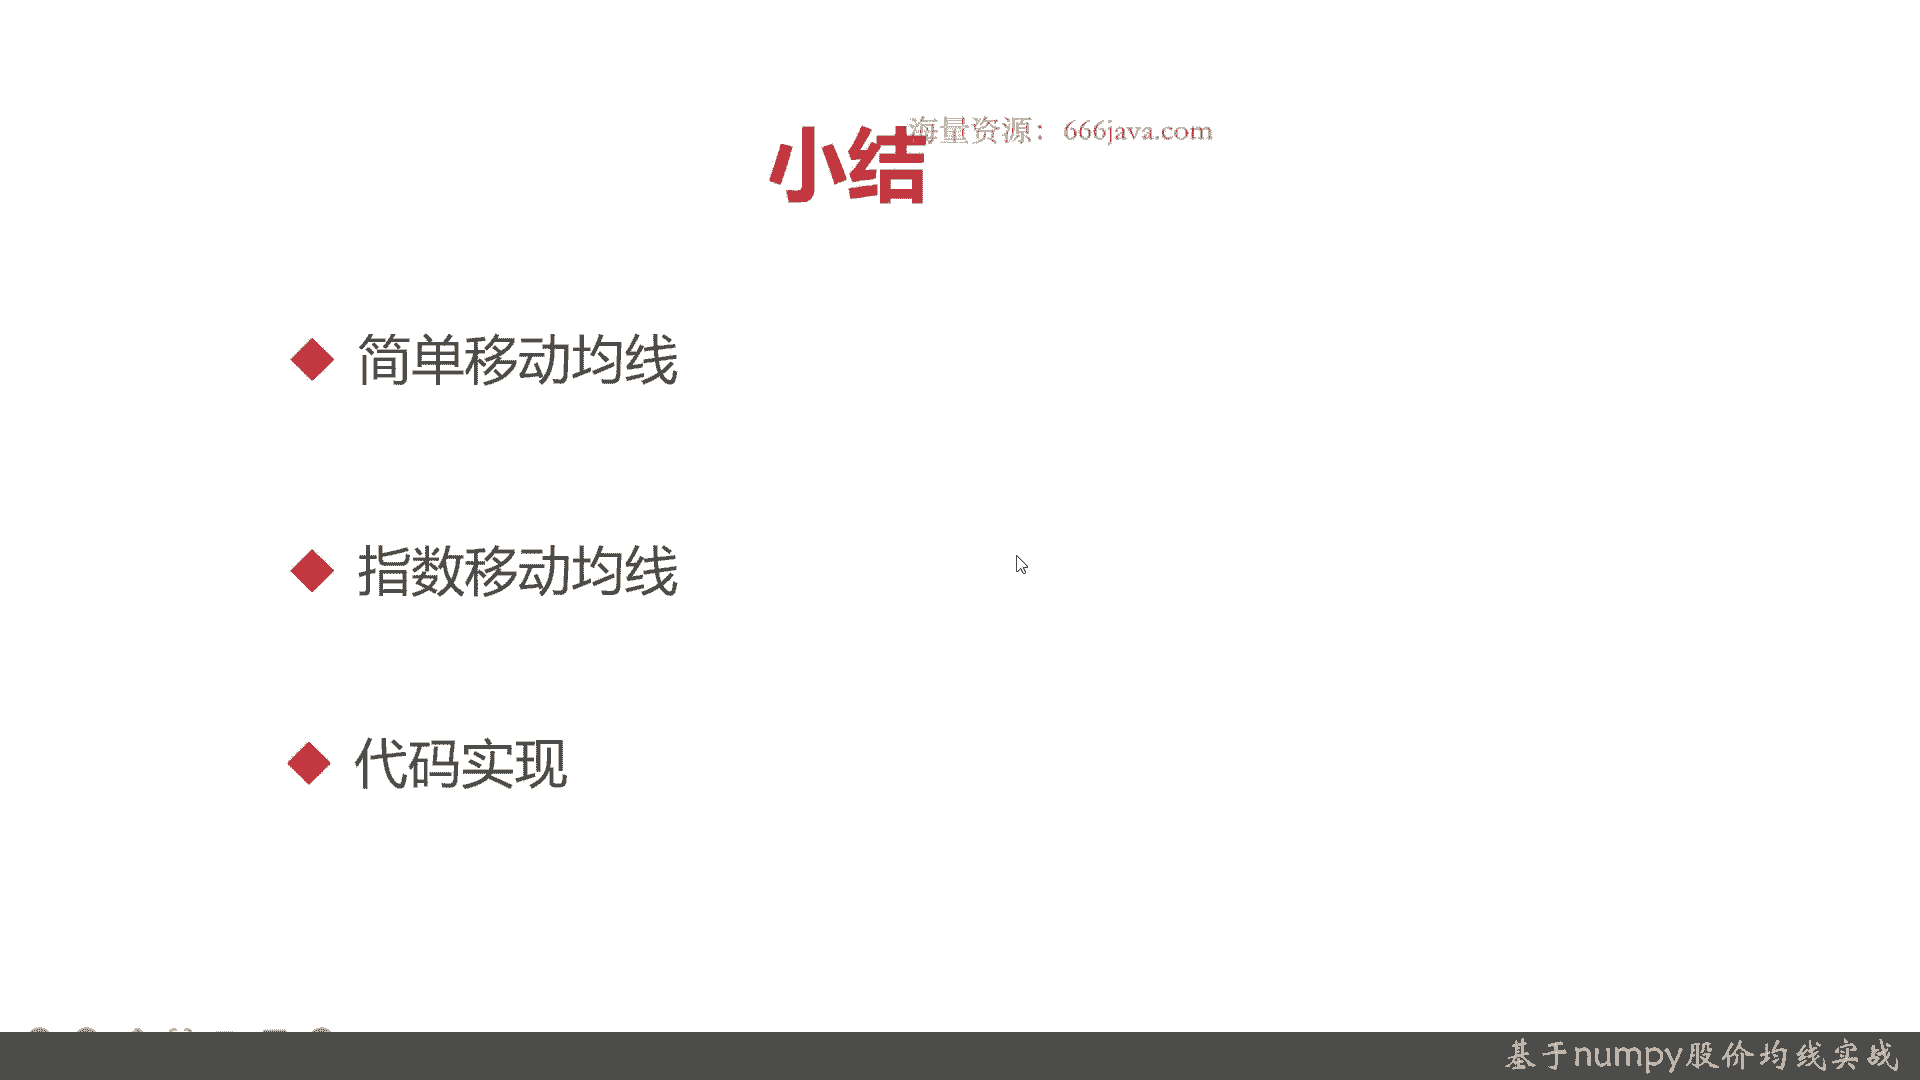 海量资源：666java.com
小结
简单移动均线
指数移动均线
代码实现
基于numpy股价均线实战